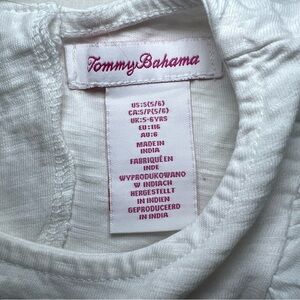 Tommy Bahama
US:S(5/6)
CA:S/P(5/6)
UK:5-6YRS
EU:116
AU:6
MADE IN
INDIA
FABRIQUÉ EN
INDE
WYPRODUKOWANO
W INDIACH
HERGESTELLT
IN INDIEN
GEPRODUCEERD
IN INDIA